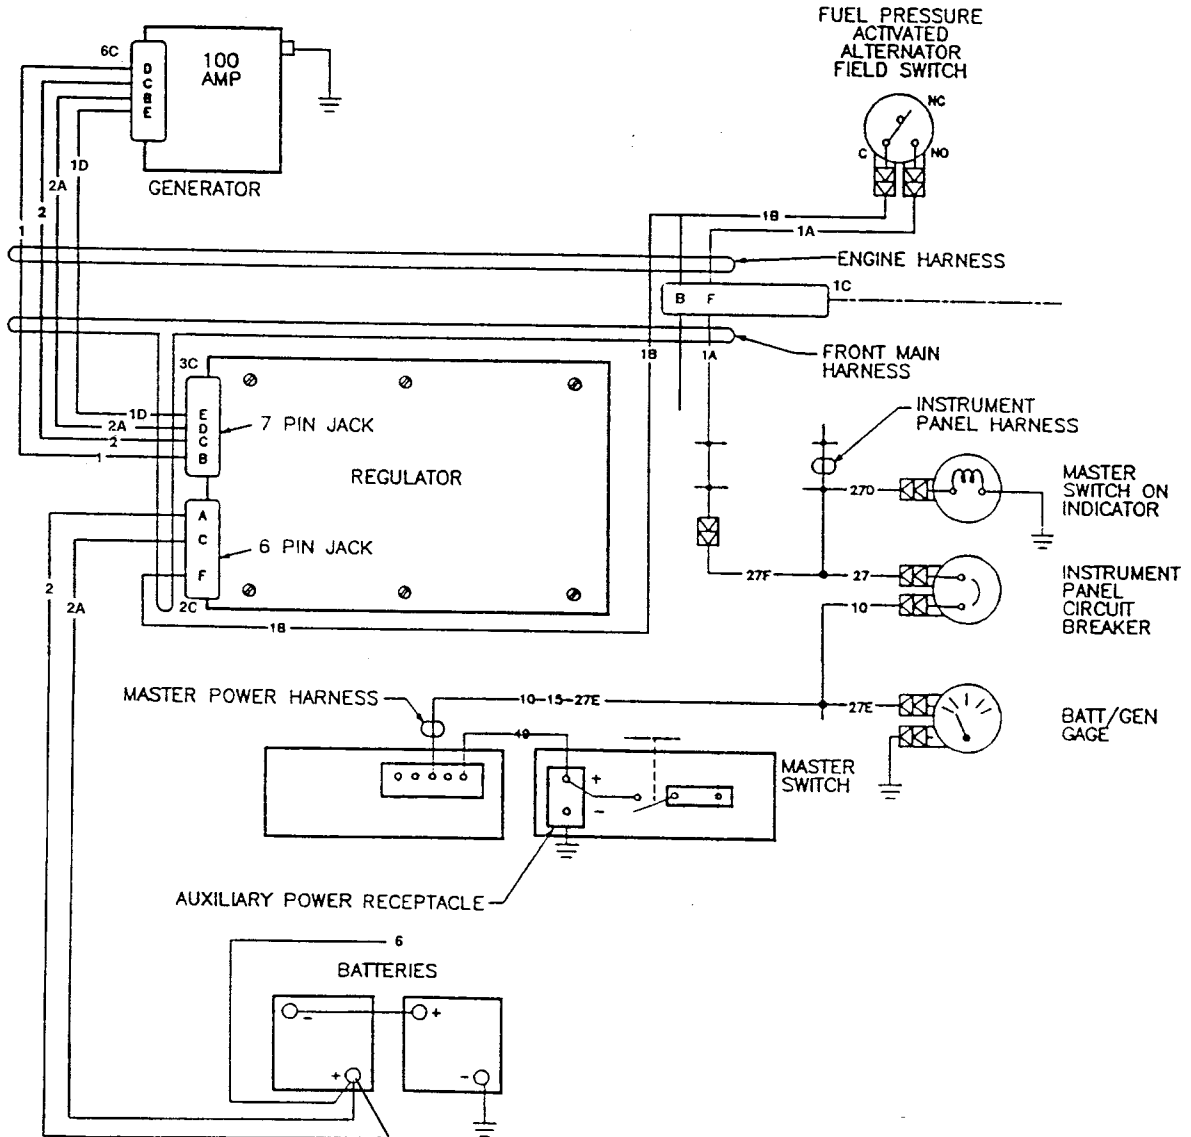 FUEL PRESSURE
ACTIVATED
ALTERNATOR
FIELD SWITCH
NC
C
NO
6C
100
AMP
D
C
B
E
GENERATOR
1D
2A
2
1
1B
1A
ENGINE HARNESS
1C
B F
FRONT MAIN
HARNESS
1B
1A
3C
E
D
C
B
1D
2A
2
1
7 PIN JACK
REGULATOR
A
C
F
6 PIN JACK
2C
2
2A
1B
INSTRUMENT
PANEL HARNESS
27D
MASTER
SWITCH ON
INDICATOR
27F
27
10
INSTRUMENT
PANEL
CIRCUIT
BREAKER
MASTER POWER HARNESS
10-15-27E
27E
BATT/GEN
GAGE
49
+
-
MASTER
SWITCH
AUXILIARY POWER RECEPTACLE
6
BATTERIES
- +
+ -